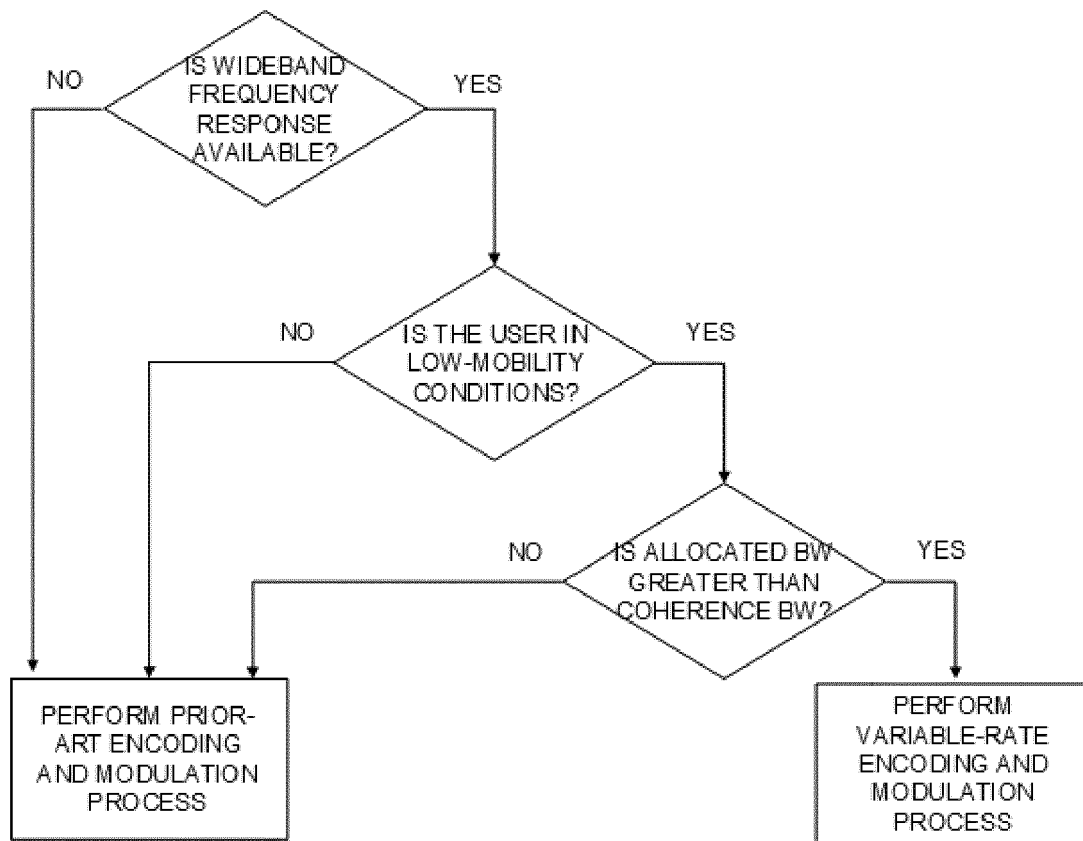 IS WIDEBAND
FREQUENCY
RESPONSE
AVAILABLE?
NO
YES
IS THE USER IN
LOW-MOBILITY
CONDITIONS?
NO
YES
IS ALLOCATED BW
GREATER THAN
COHERENCE BW?
NO
YES
PERFORM PRIOR-
ART ENCODING
AND MODULATION
PROCESS
PERFORM
VARIABLE-RATE
ENCODING AND
MODULATION
PROCESS